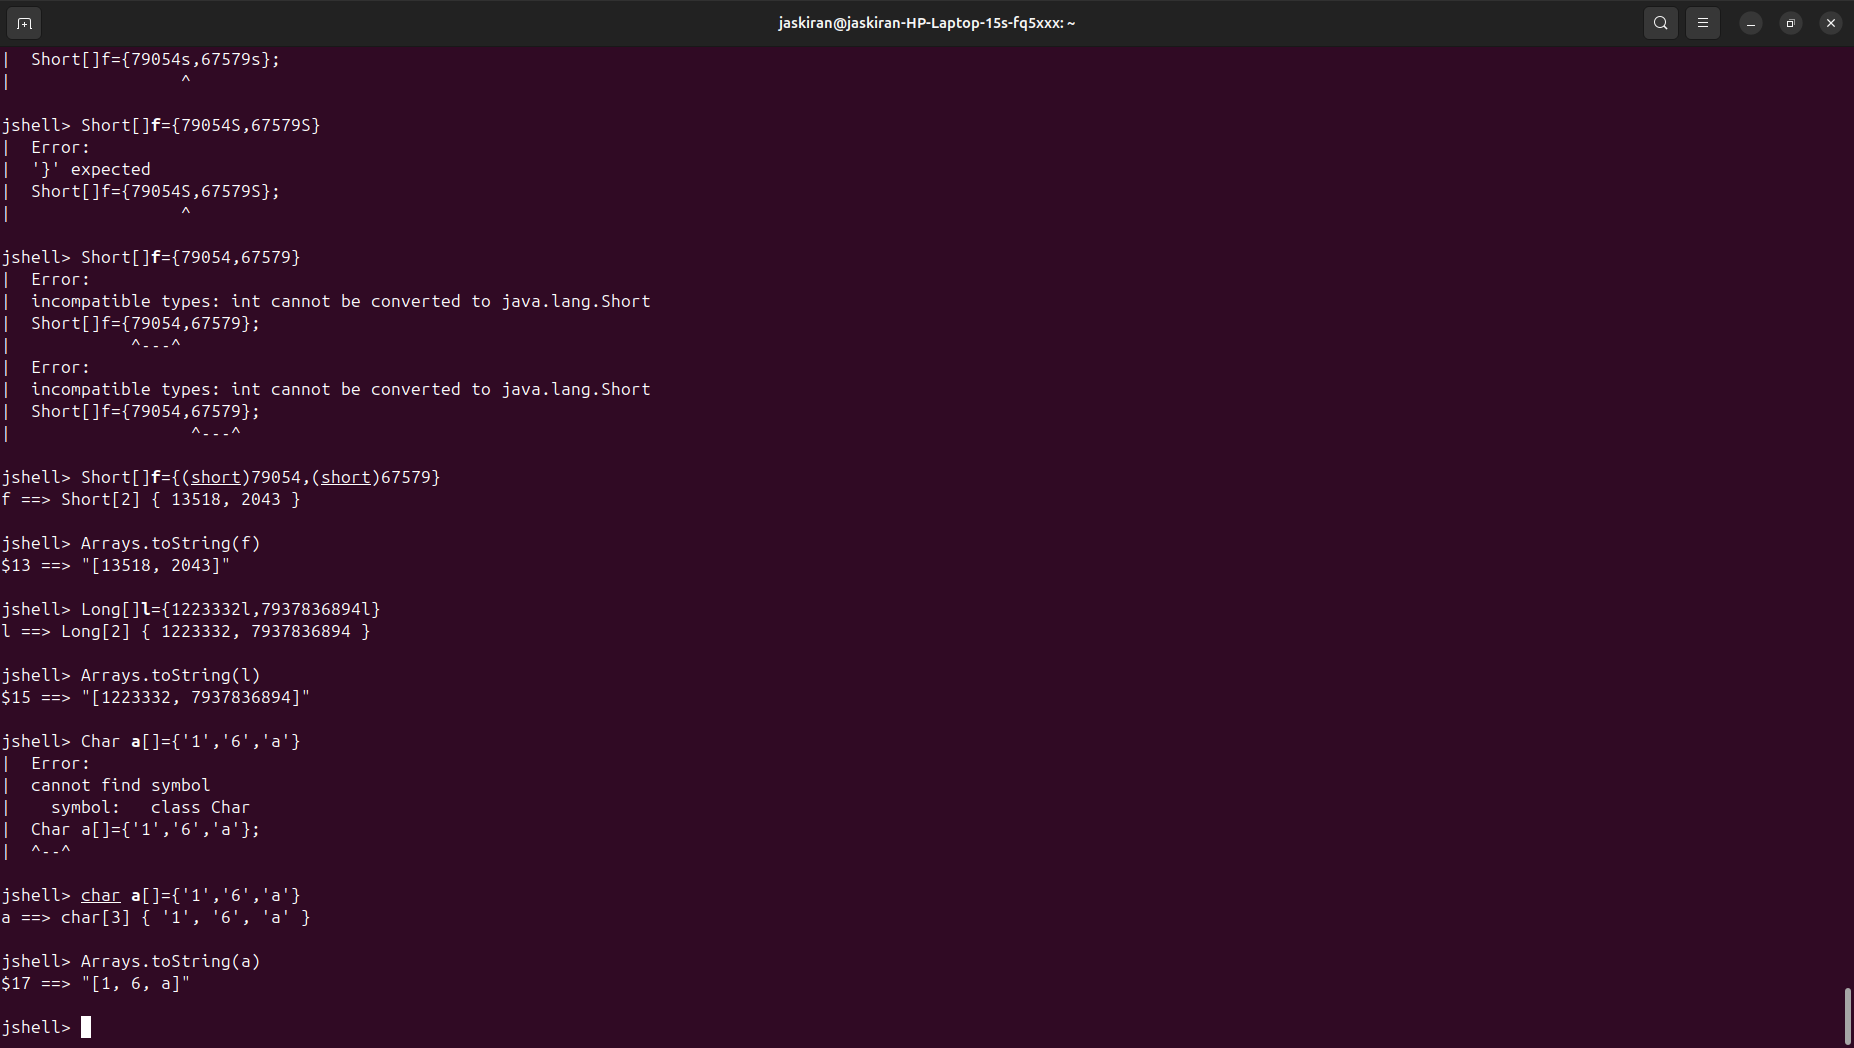 jaskiran@jaskiran-HP-Laptop-15s-fq5xxx: ~
|  Short[]f={79054s,67579s};
|                 ^
jshell> Short[]f={79054S,67579S}
|  Error:
|  '}' expected
|  Short[]f={79054S,67579S};
|                 ^
jshell> Short[]f={79054,67579}
|  Error:
|  incompatible types: int cannot be converted to java.lang.Short
|  Short[]f={79054,67579};
|            ^---^
|  Error:
|  incompatible types: int cannot be converted to java.lang.Short
|  Short[]f={79054,67579};
|                  ^---^
jshell> Short[]f={(short)79054,(short)67579}
f ==> Short[2] { 13518, 2043 }
jshell> Arrays.toString(f)
$13 ==> "[13518, 2043]"
jshell> Long[]l={1223332l,7937836894l}
l ==> Long[2] { 1223332, 7937836894 }
jshell> Arrays.toString(l)
$15 ==> "[1223332, 7937836894]"
jshell> Char a[]={'1','6','a'}
|  Error:
|  cannot find symbol
|    symbol:   class Char
|  Char a[]={'1','6','a'};
|  ^--^
jshell> char a[]={'1','6','a'}
a ==> char[3] { '1', '6', 'a' }
jshell> Arrays.toString(a)
$17 ==> "[1, 6, a]"
jshell>